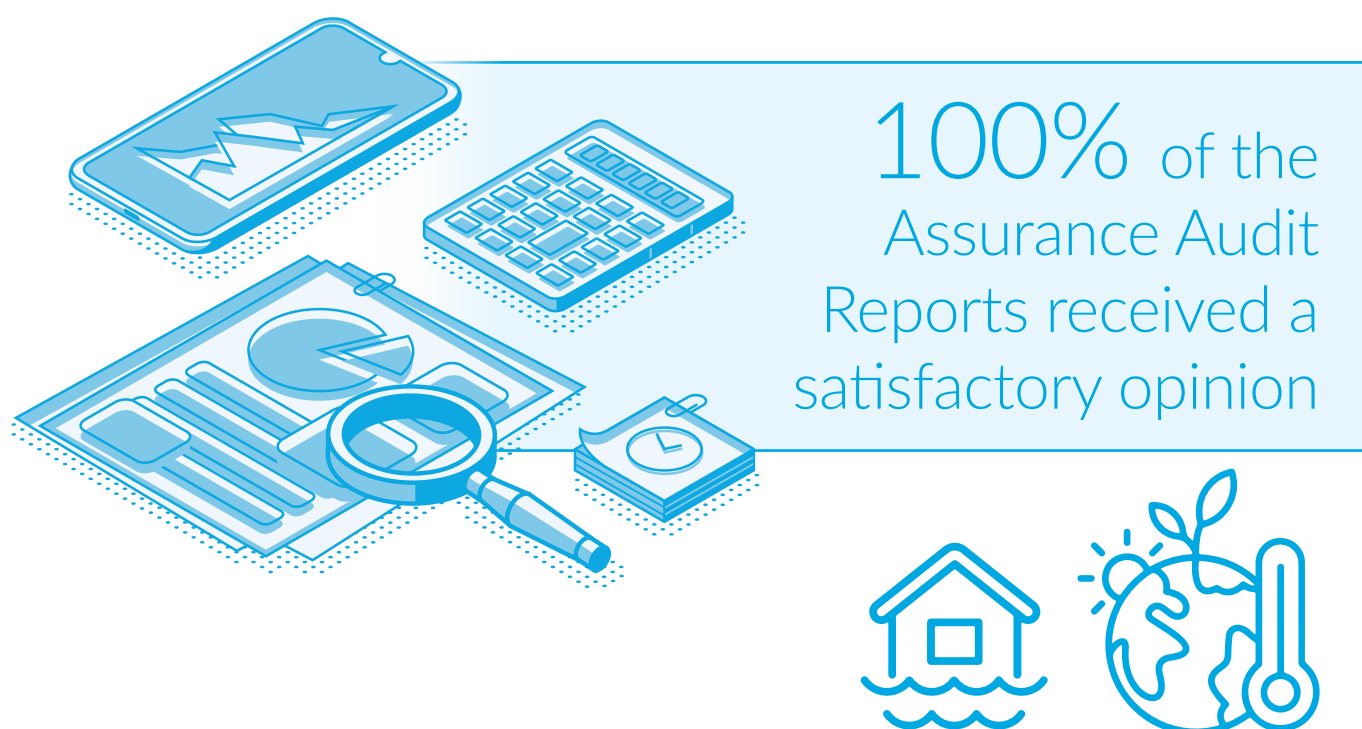 100% of the
Assurance Audit
Reports received a
satisfactory opinion